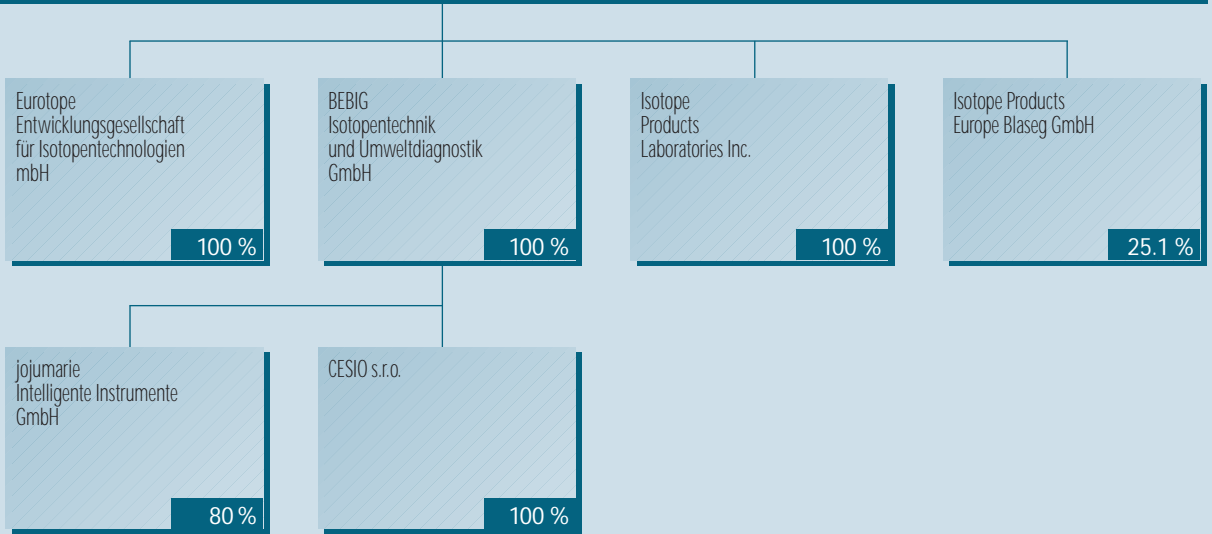 Eurotope
Entwicklungsgesellschaft
für Isotopentechnologien
mbH
100 %
BEBIG
Isotopentechnik
und Umweltdiagnostik
GmbH
100 %
Isotope
Products
Laboratories Inc.
100 %
Isotope Products
Europe Blaseg GmbH
25.1 %
jojumarie
Intelligente Instrumente
GmbH
80 %
CESIO s.r.o.
100 %